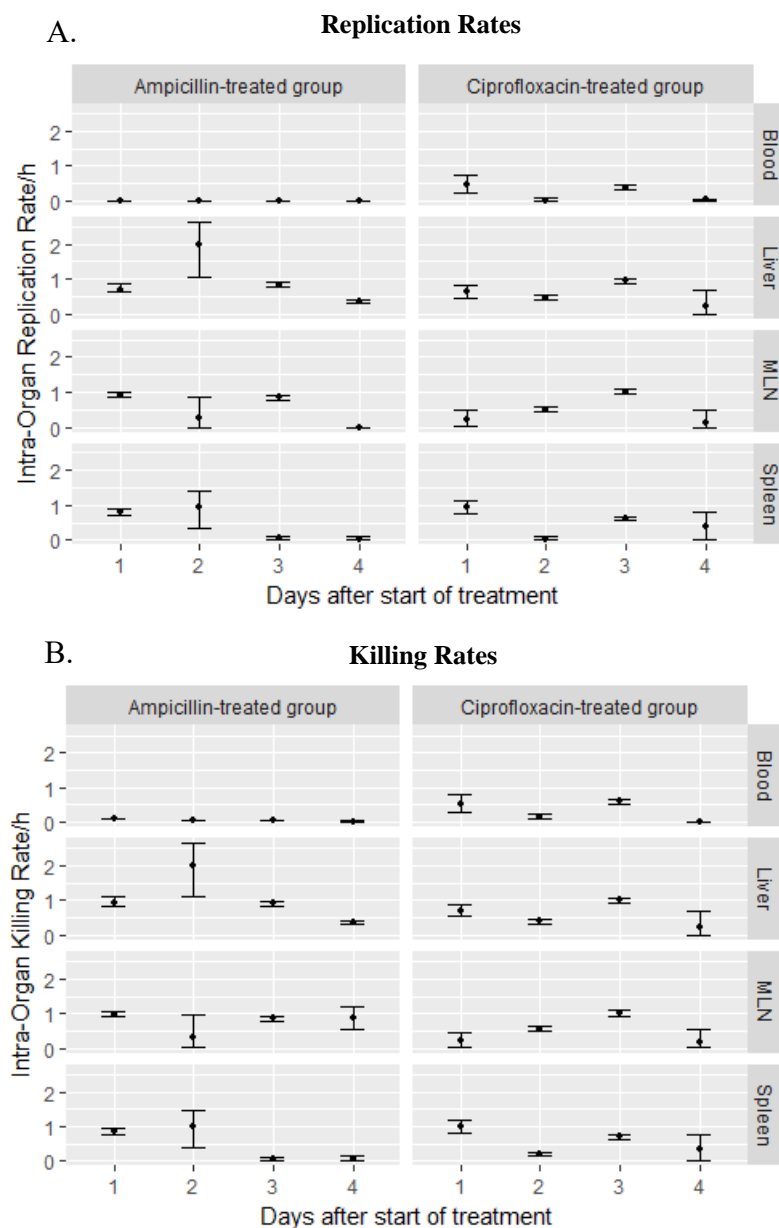 A.
Replication Rates
Ampicillin-treated group
Ciprofloxacin-treated group
Intra-Organ Replication Rate/h
2
1
0
Blood
2
1
0
Liver
2
1
0
MLN
2
1
0
Spleen
1 2 3 4 1 2 3 4
Days after start of treatment
B.
Killing Rates
Ampicillin-treated group
Ciprofloxacin-treated group
Intra-Organ Killing Rate/h
2
1
0
Blood
2
1
0
Liver
2
1
0
MLN
2
1
0
Spleen
1 2 3 4 1 2 3 4
Days after start of treatment